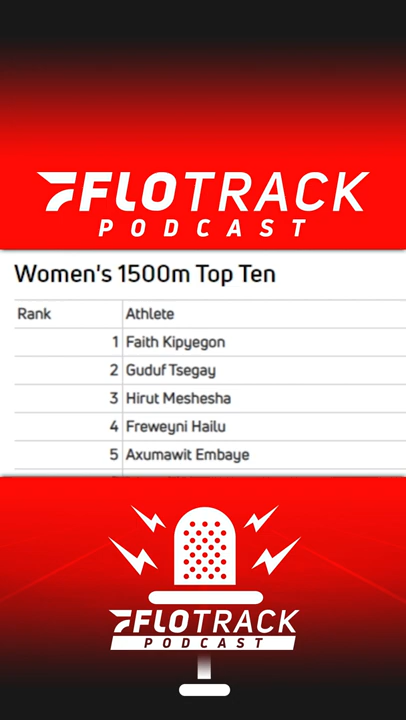 FLOTRACK
PODCAST
Women's 1500m Top Ten
Rank Athlete
1 Faith Kipyegon
2 Guduf Tsegay
3 Hirut Meshesha
4 Freweyni Hailu
5 Axumawit Embaye
FLOTRACK
PODCAST